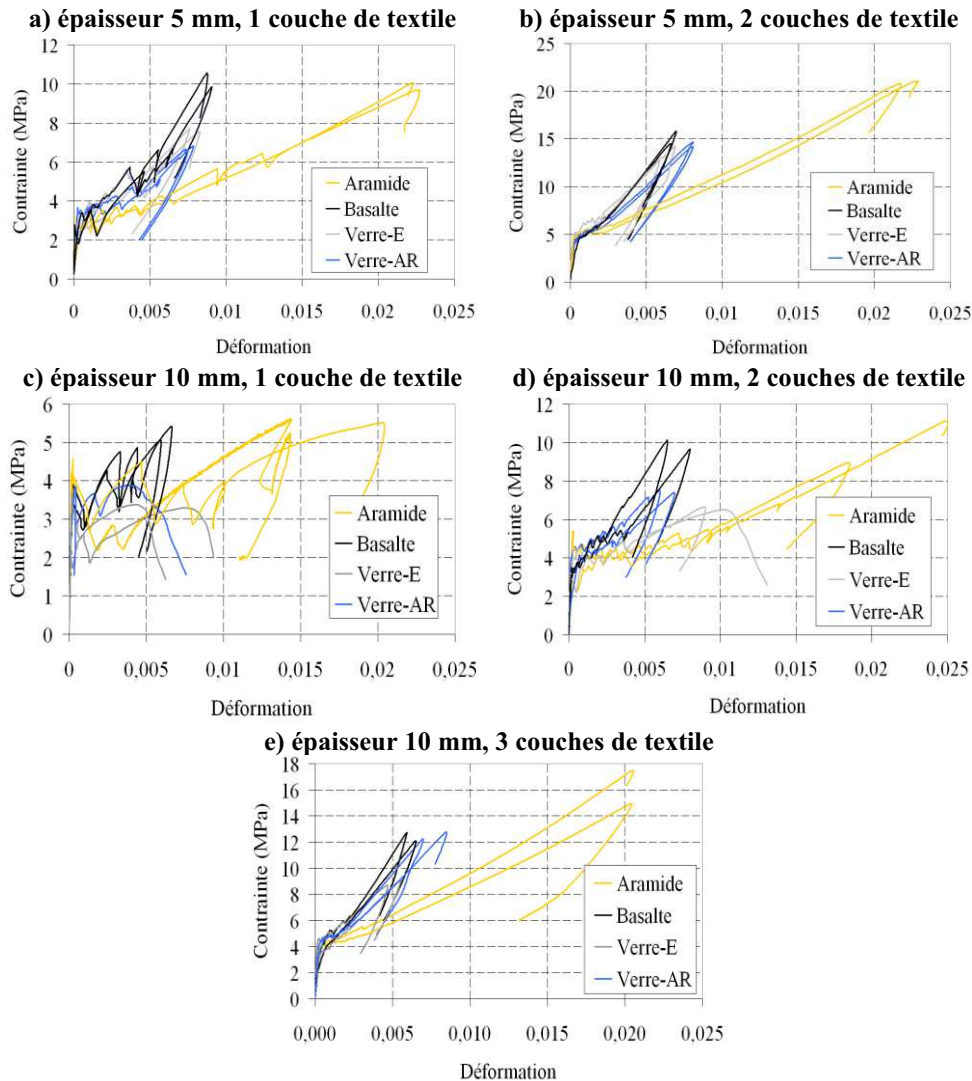 a) épaisseur 5 mm, 1 couche de textile
12
10
8
6
4
2
0
Contrainte (MPa)
Aramide
Basalte
Verre-E
Verre-AR
0 0,005 0,01 0,015 0,02 0,025
Déformation
b) épaisseur 5 mm, 2 couches de textile
25
20
15
10
5
0
Contrainte (MPa)
Aramide
Basalte
Verre-E
Verre-AR
0 0,005 0,01 0,015 0,02 0,025
Déformation
c) épaisseur 10 mm, 1 couche de textile
6
5
4
3
2
1
0
Contrainte (MPa)
Aramide
Basalte
Verre-E
Verre-AR
0 0,005 0,01 0,015 0,02 0,025
Déformation
d) épaisseur 10 mm, 2 couches de textile
12
10
8
6
4
2
0
Contrainte (MPa)
Aramide
Basalte
Verre-E
Verre-AR
0 0,005 0,01 0,015 0,02 0,025
Déformation
e) épaisseur 10 mm, 3 couches de textile
18
16
14
12
10
8
6
4
2
0
Contrainte (MPa)
Aramide
Basalte
Verre-E
Verre-AR
0.000 0,005 0,010 0,015 0,020 0,025
Déformation